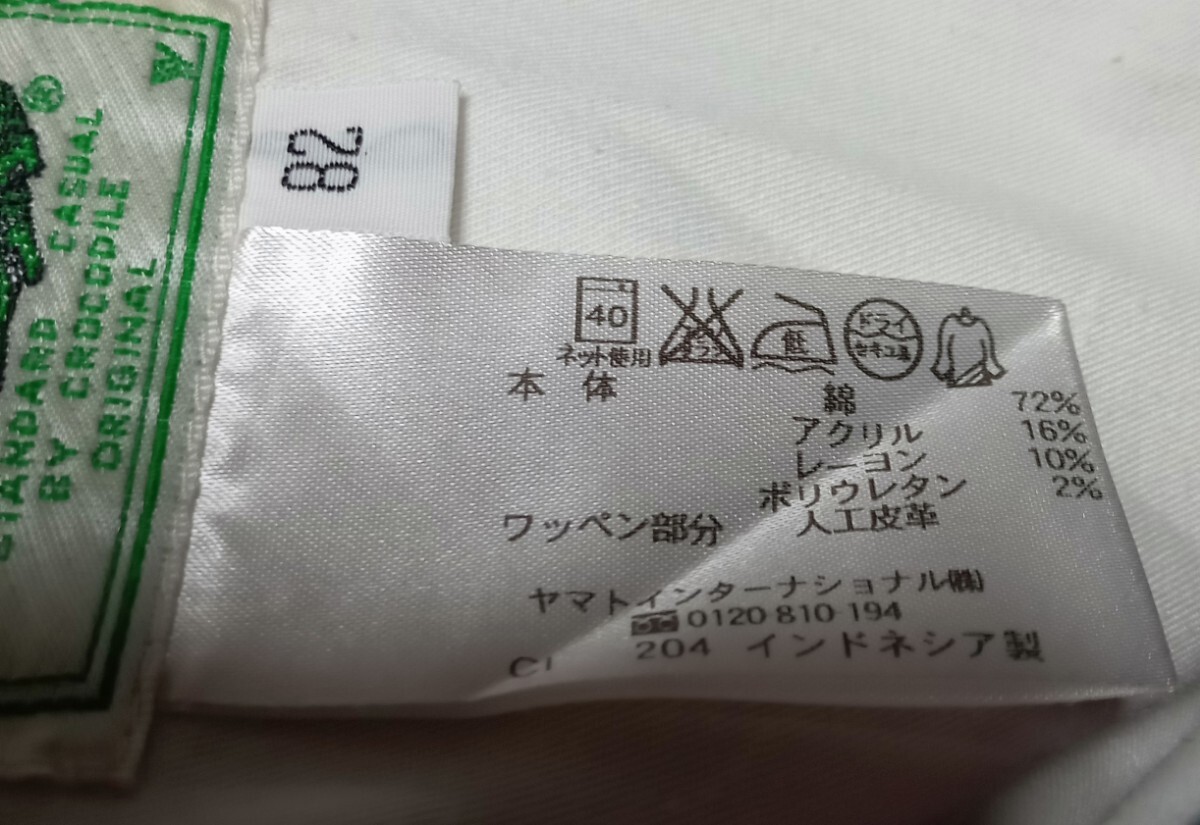 ®
STANDARD CASUAL
BY CROCODILE
ORIGINAL
82
40
ネット使用
中
ドライ
セキユ系
本体
綿 72%
アクリル 16%
レーヨン 10%
ポリウレタン 2%
ワッペン部分 人工皮革
ヤマトインターナショナル㈱
0120 810 194
204 インドネシア製